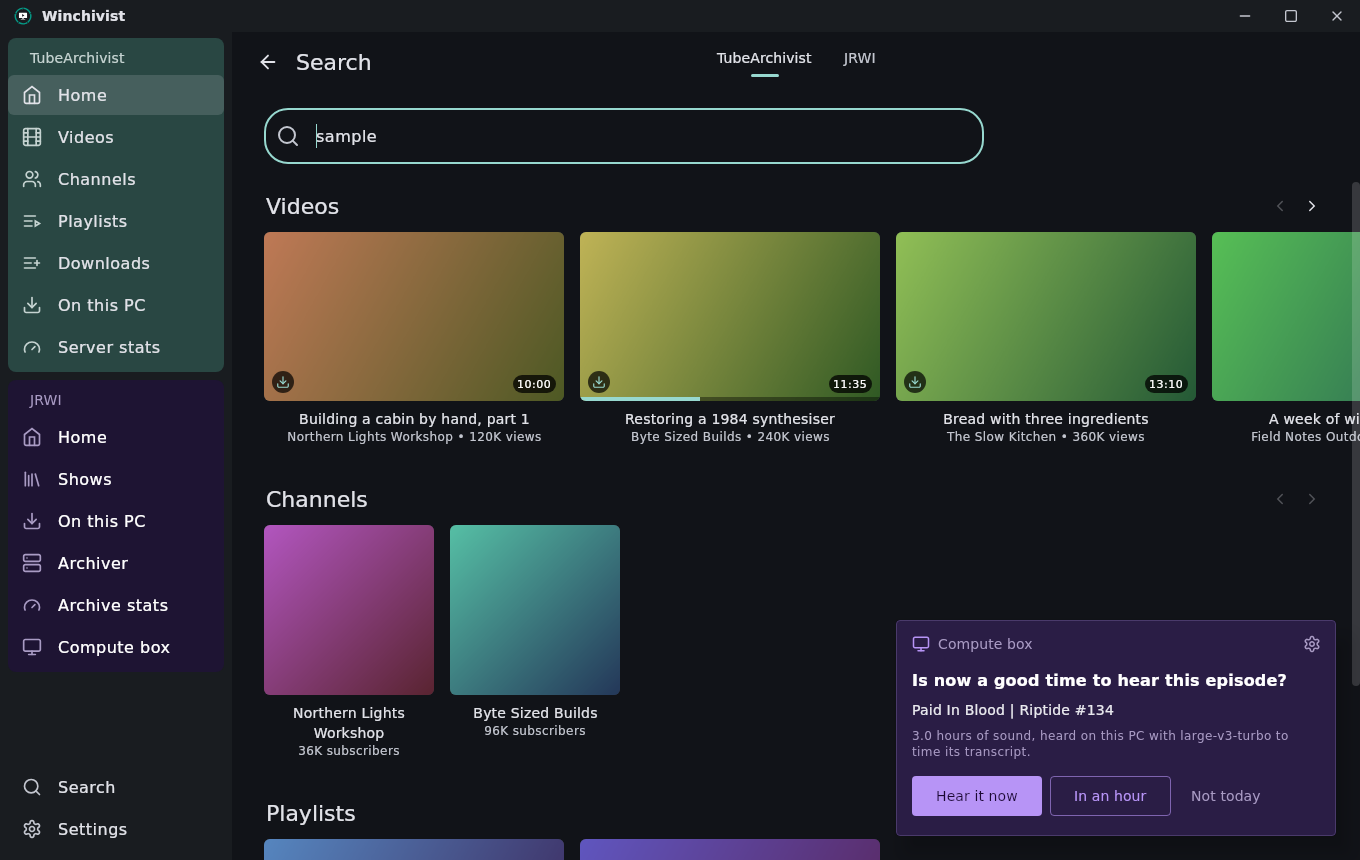 Winchivist
TubeArchivist
Home
Videos
Channels
Playlists
Downloads
On this PC
Server stats
JRWI
Home
Shows
On this PC
Archiver
Archive stats
Compute box
Search
Settings
Search
TubeArchivist JRWI
sample
Videos
10:00
11:35
13:10
Building a cabin by hand, part 1
Northern Lights Workshop • 120K views
Restoring a 1984 synthesiser
Byte Sized Builds • 240K views
Bread with three ingredients
The Slow Kitchen • 360K views
A week of
Field Notes
Channels
Northern Lights
Workshop
36K subscribers
Byte Sized Builds
96K subscribers
Playlists
Compute box
Is now a good time to hear this episode?
Paid In Blood | Riptide #134
3.0 hours of sound, heard on this PC with large-v3-turbo to
time its transcript.
Hear it now
In an hour
Not today